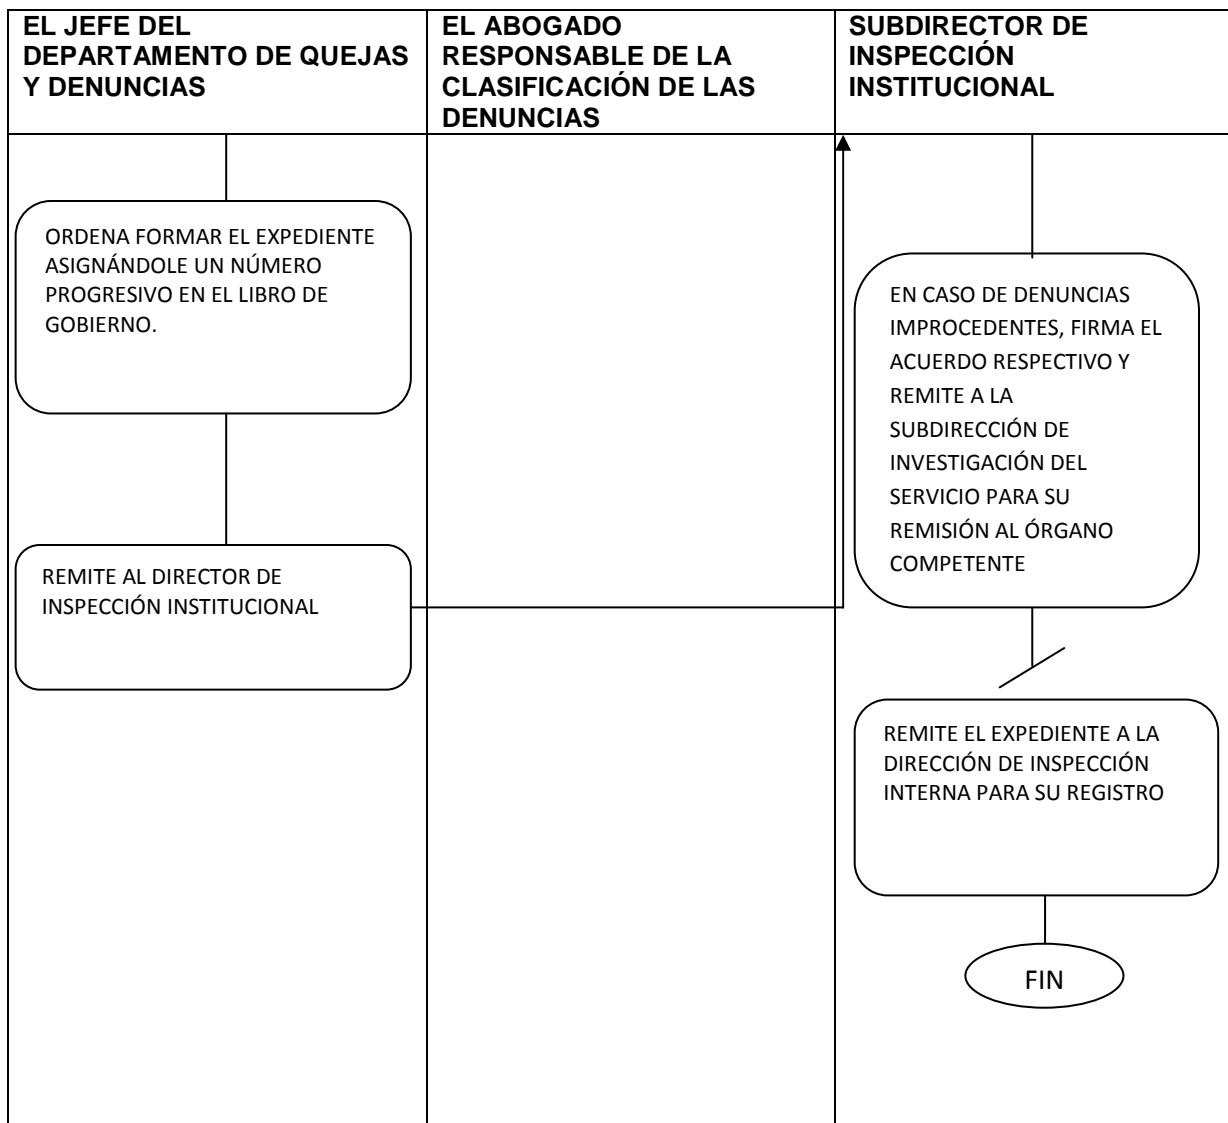 EL JEFE DEL
DEPARTAMENTO DE QUEJAS
Y DENUNCIAS
EL ABOGADO
RESPONSABLE DE LA
CLASIFICACIÓN DE LAS
DENUNCIAS
SUBDIRECTOR DE
INSPECCIÓN
INSTITUCIONAL
ORDENA FORMAR EL EXPEDIENTE
ASIGNÁNDOLE UN NÚMERO
PROGRESIVO EN EL LIBRO DE
GOBIERNO.
REMITE AL DIRECTOR DE
INSPECCIÓN INSTITUCIONAL
EN CASO DE DENUNCIAS
IMPROCEDENTES, FIRMA EL
ACUERDO RESPECTIVO Y
REMITE A LA
SUBDIRECCIÓN DE
INVESTIGACIÓN DEL
SERVICIO PARA SU
REMISIÓN AL ÓRGANO
COMPETENTE
REMITE EL EXPEDIENTE A LA
DIRECCIÓN DE INSPECCIÓN
INTERNA PARA SU REGISTRO
FIN